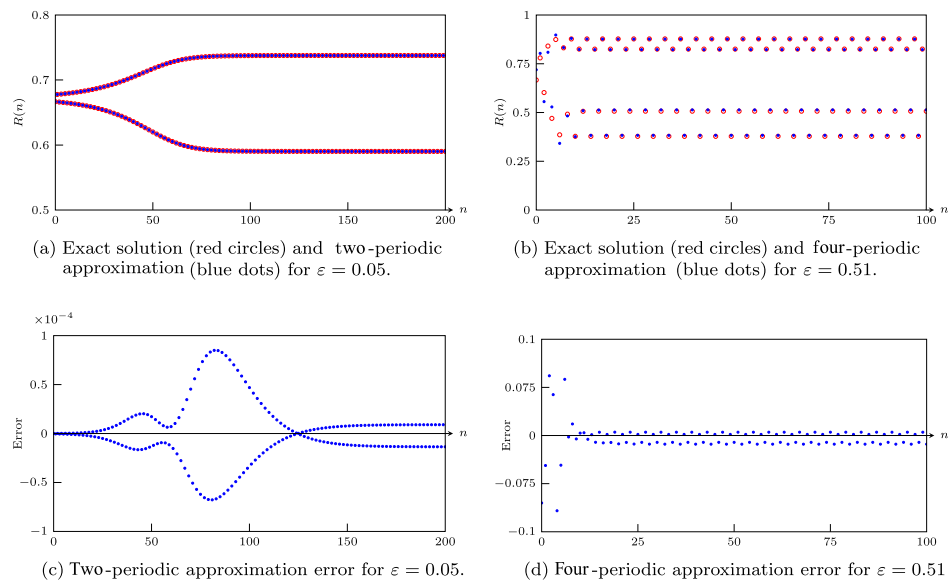 0.8
0.7
0.6
0.5
R(n)
0
50
100
150
200
n
1
0.75
0.5
0.25
0
R(n)
0
25
50
75
100
n
(a) Exact solution (red circles) and two-periodic
approximation (blue dots) for ε = 0.05.
(b) Exact solution (red circles) and four-periodic
approximation (blue dots) for ε = 0.51.
×10⁻⁴
1
0.5
0
−0.5
−1
Error
0
50
100
150
200
n
0.1
0.075
0
-0.075
-0.1
Error
0
25
50
75
100
n
(c) Two-periodic approximation error for ε = 0.05.
(d) Four-periodic approximation error for ε = 0.51